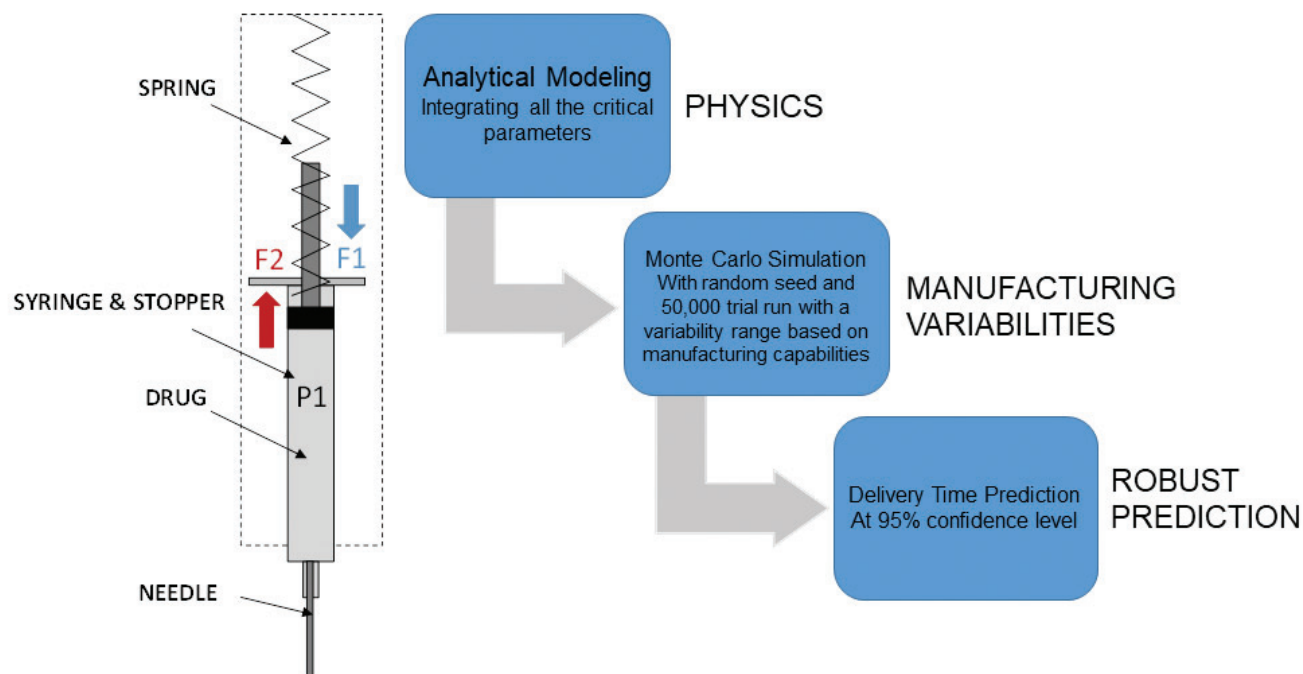 SPRING
F2
F1
SYRINGE & STOPPER
P1
DRUG
NEEDLE
Analytical Modeling
Integrating all the critical
parameters
PHYSICS
Monte Carlo Simulation
With random seed and
50,000 trial run with a
variability range based on
manufacturing capabilities
MANUFACTURING
VARIABILITIES
Delivery Time Prediction
At 95% confidence level
ROBUST
PREDICTION